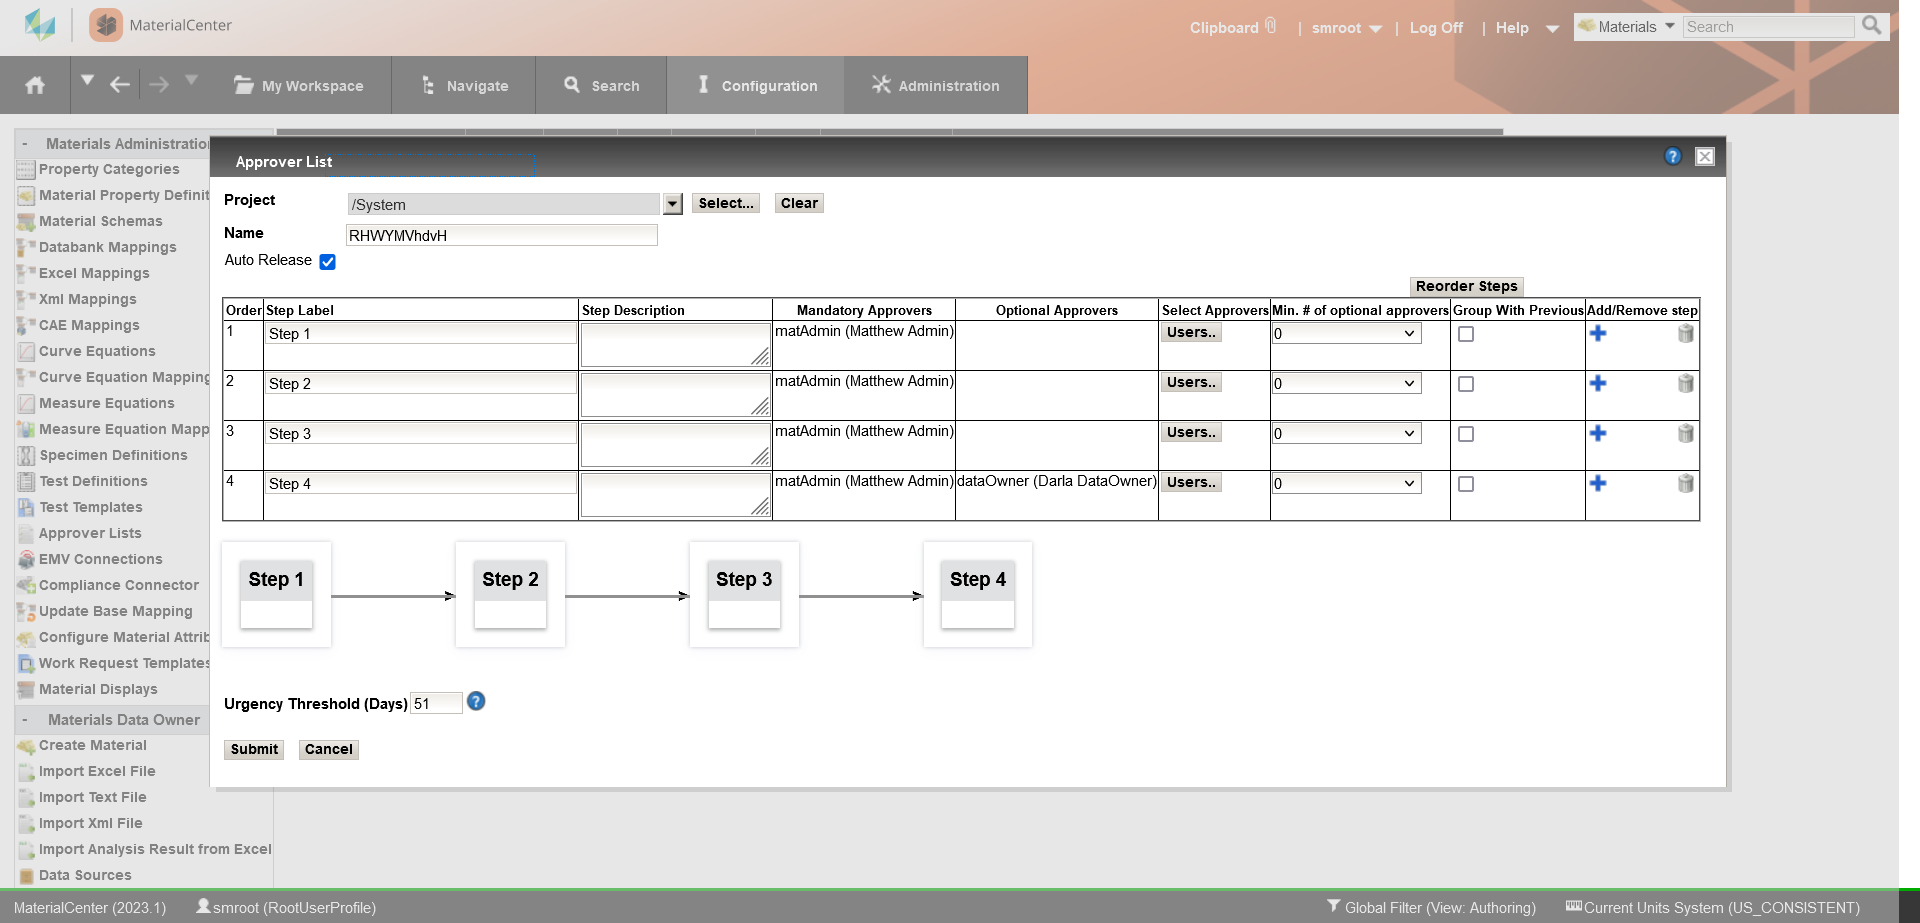 MaterialCenter
Clipboard | smroot | Log Off | Help Materials Search
My Workspace Navigate Search Configuration Administration
- Materials Administration
Property Categories
Material Property Definit
Material Schemas
Databank Mappings
Excel Mappings
Xml Mappings
CAE Mappings
Curve Equations
Curve Equation Mapping
Measure Equations
Measure Equation Mapp
Specimen Definitions
Test Definitions
Test Templates
Approver Lists
EMV Connections
Compliance Connector
Update Base Mapping
Configure Material Attrib
Work Request Templates
Material Displays
- Materials Data Owner
Create Material
Import Excel File
Import Text File
Import Xml File
Import Analysis Result from Excel
Data Sources
Approver List
Project /System Select... Clear
Name RHWYMVhdvH
Auto Release
Reorder Steps
Order Step Label Step Description Mandatory Approvers Optional Approvers Select Approvers Min. # of optional approvers Group With Previous Add/Remove step
1 Step 1 matAdmin (Matthew Admin) Users.. 0
2 Step 2 matAdmin (Matthew Admin) Users.. 0
3 Step 3 matAdmin (Matthew Admin) Users.. 0
4 Step 4 matAdmin (Matthew Admin) dataOwner (Darla DataOwner) Users.. 0
Step 1 Step 2 Step 3 Step 4
Urgency Threshold (Days) 51 ?
Submit Cancel
MaterialCenter (2023.1) smroot (RootUserProfile) Global Filter (View: Authoring) Current Units System (US_CONSISTENT)